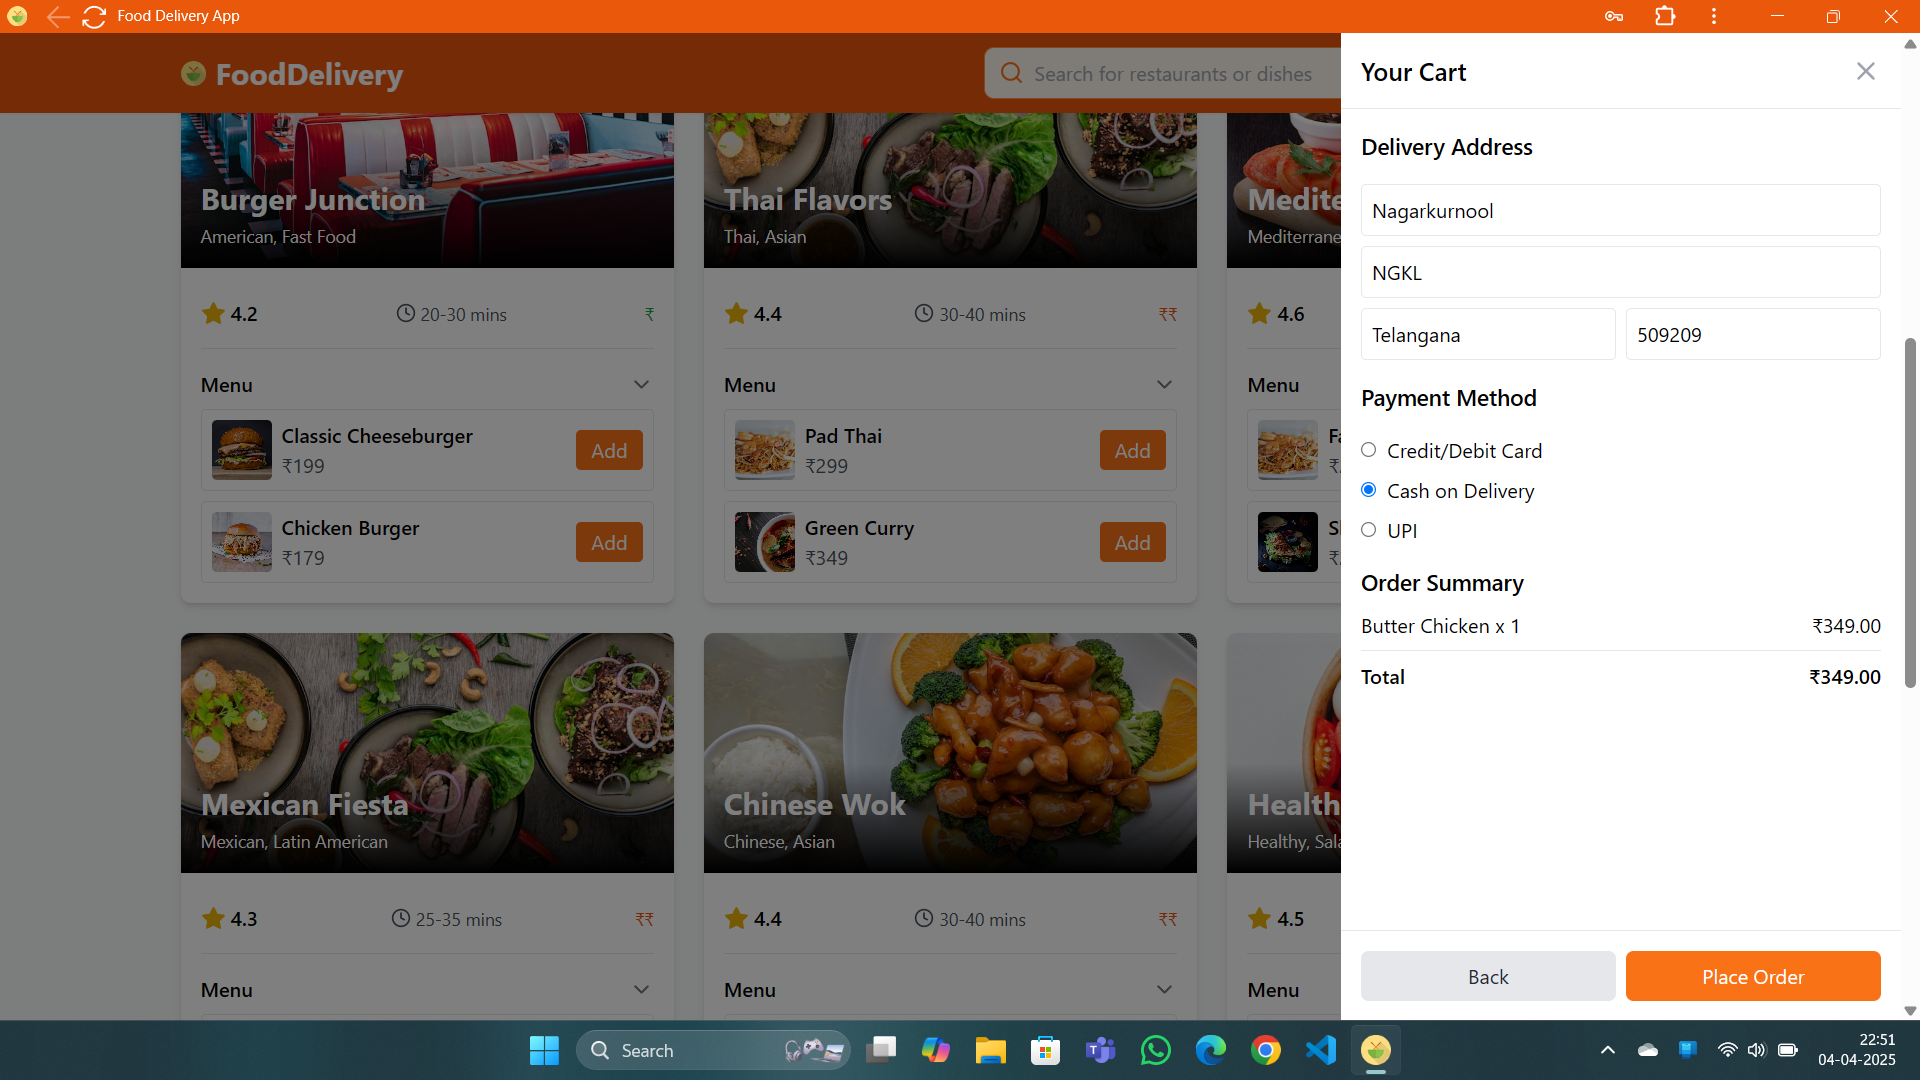 Food Delivery App
FoodDelivery
Search for restaurants or dishes
Burger Junction
American, Fast Food
4.2
20-30 mins
₹
Menu
Classic Cheeseburger
₹199
Add
Chicken Burger
₹179
Add
Thai Flavors
Thai, Asian
4.4
30-40 mins
₹₹
Menu
Pad Thai
₹299
Add
Green Curry
₹349
Add
Medite
Mediterrane
4.6
Menu
Mexican Fiesta
Mexican, Latin American
4.3
25-35 mins
₹₹
Menu
Chinese Wok
Chinese, Asian
4.4
30-40 mins
₹₹
Menu
Health
Healthy, Sala
4.5
Menu
Your Cart
Delivery Address
Nagarkurnool
NGKL
Telangana
509209
Payment Method
Credit/Debit Card
Cash on Delivery
UPI
Order Summary
Butter Chicken x 1 ₹349.00
Total ₹349.00
Back
Place Order
Search
22:51
04-04-2025